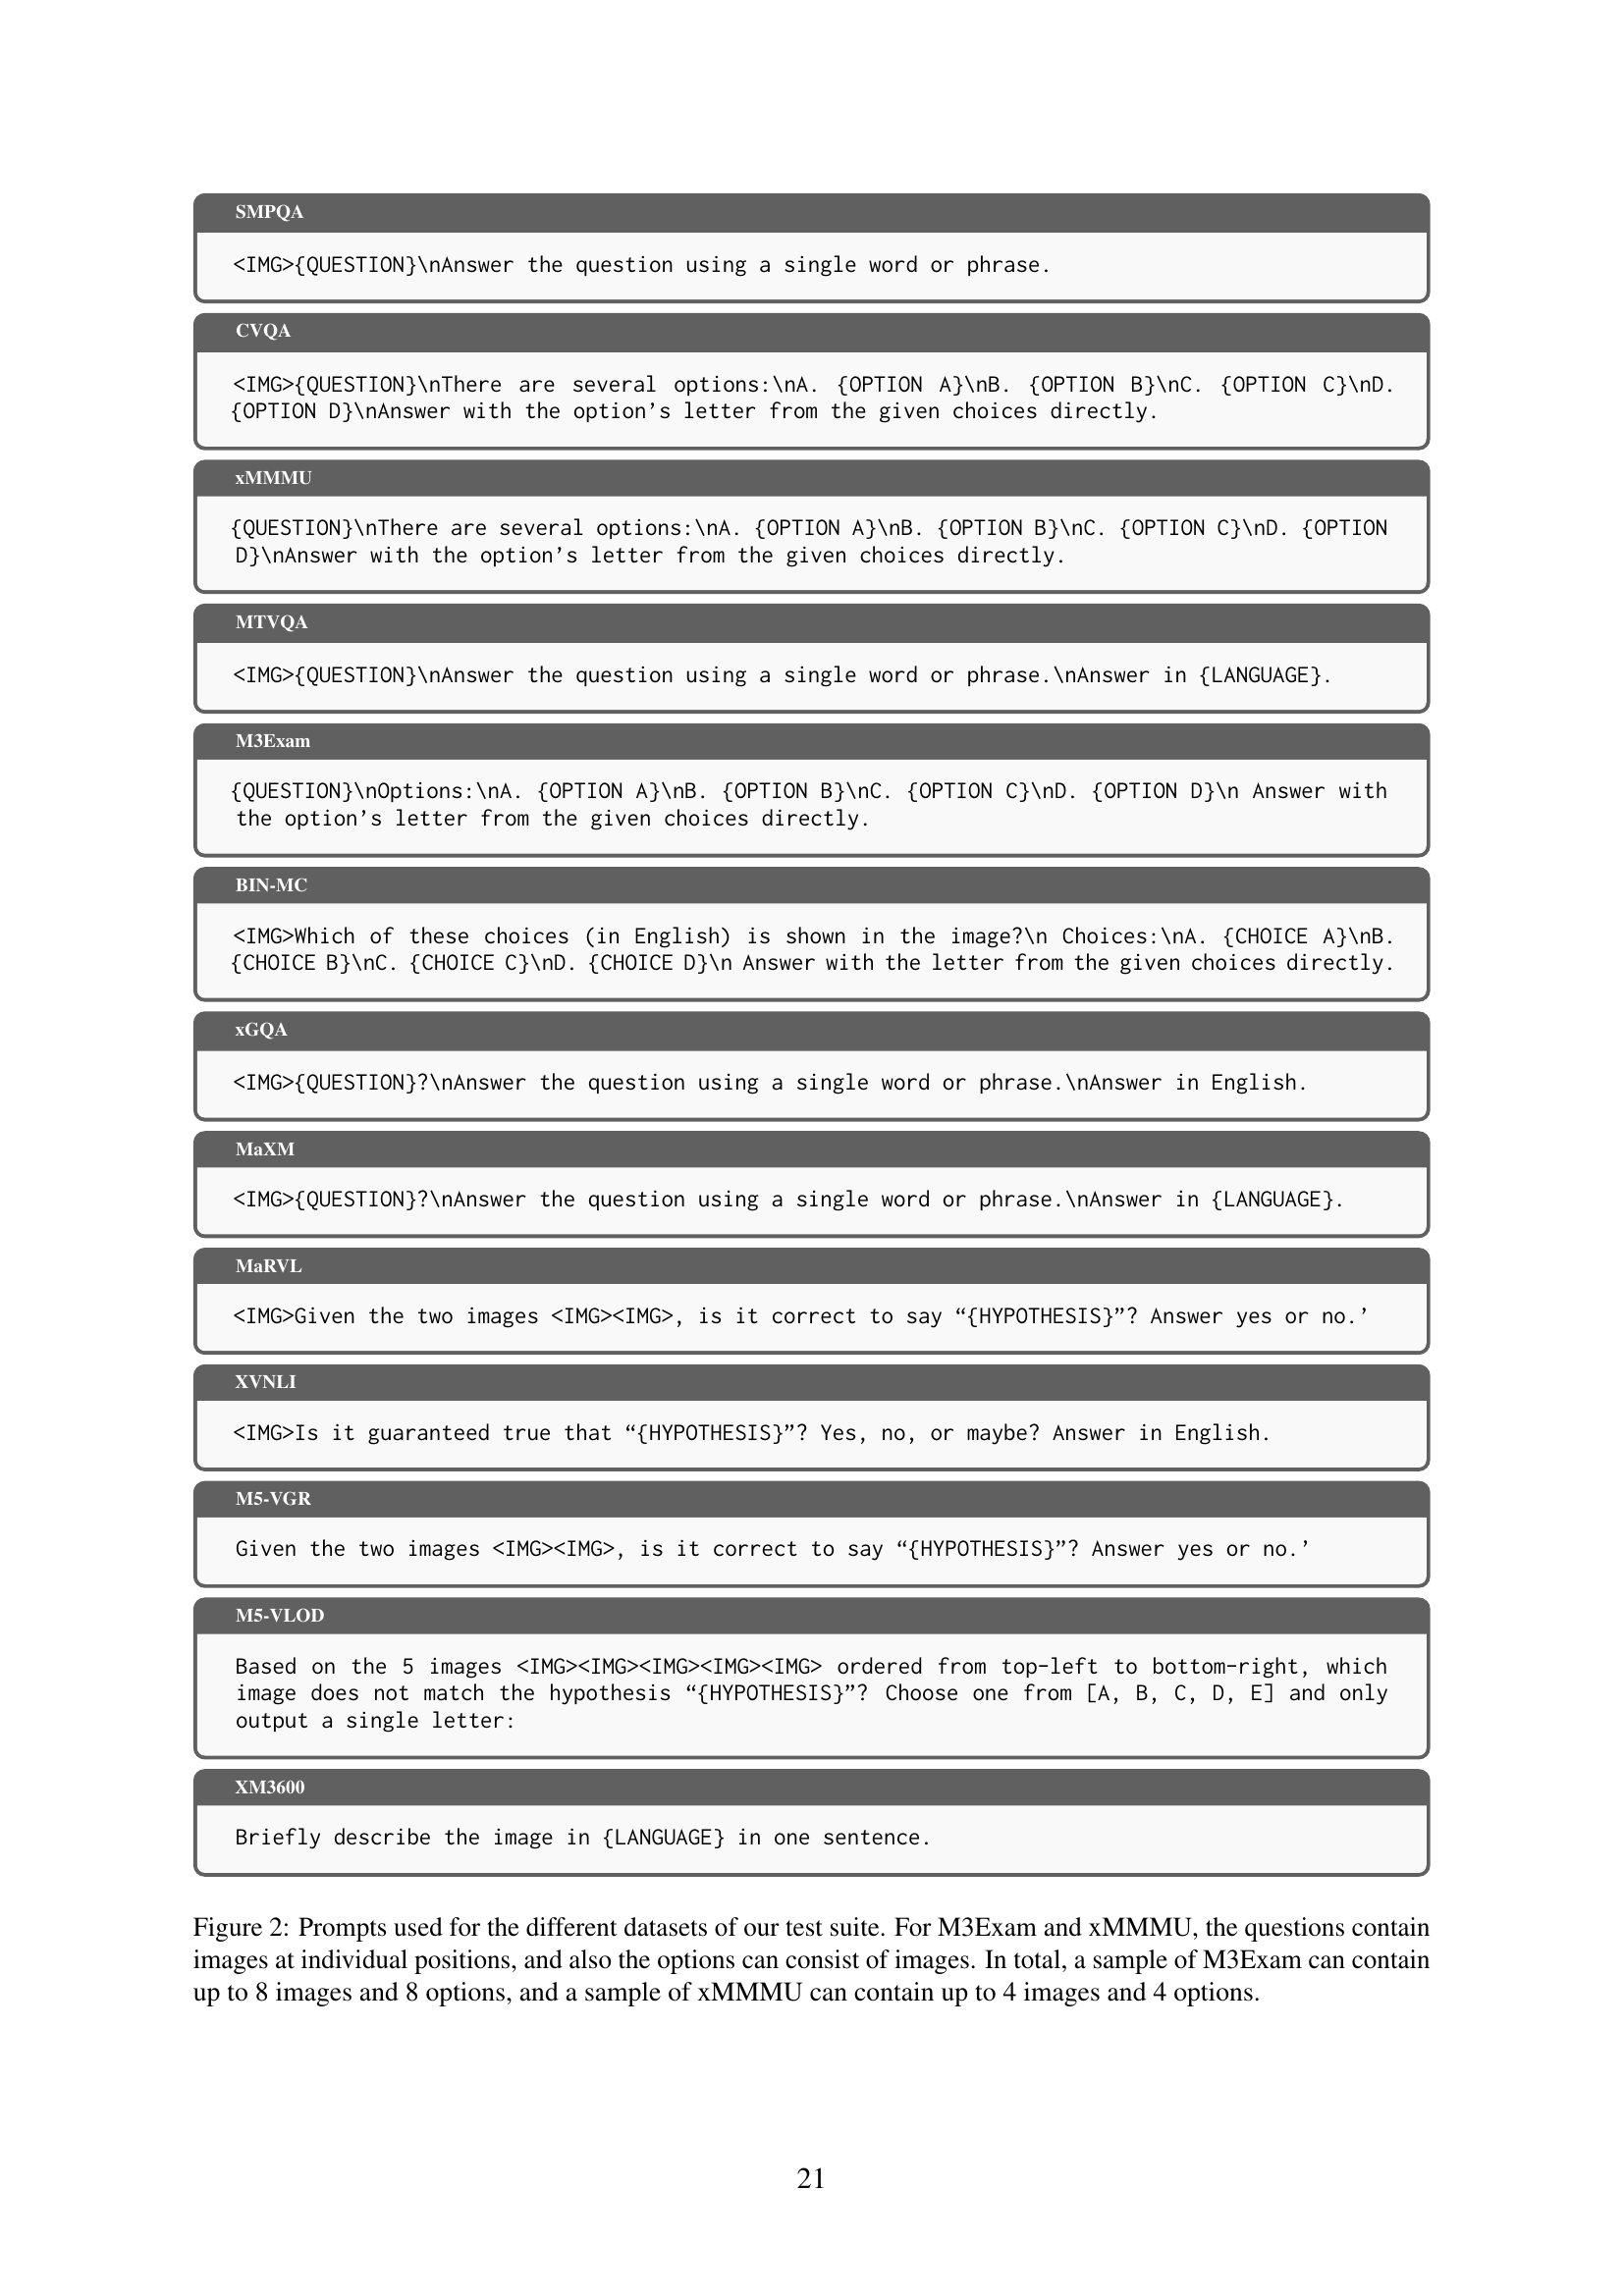 SMPQA
<IMG>{QUESTION}\nAnswer the question using a single word or phrase.
CVQA
<IMG>{QUESTION}\nThere are several options:\nA. {OPTION A}\nB. {OPTION B}\nC. {OPTION C}\nD.
{OPTION D}\nAnswer with the option’s letter from the given choices directly.
xMMMU
{QUESTION}\nThere are several options:\nA. {OPTION A}\nB. {OPTION B}\nC. {OPTION C}\nD. {OPTION
D}\nAnswer with the option’s letter from the given choices directly.
MTVQA
<IMG>{QUESTION}\nAnswer the question using a single word or phrase.\nAnswer in {LANGUAGE}.
M3Exam
{QUESTION}\nOptions:\nA. {OPTION A}\nB. {OPTION B}\nC. {OPTION C}\nD. {OPTION D}\n Answer with
the option’s letter from the given choices directly.
BIN-MC
<IMG>Which of these choices (in English) is shown in the image?\n Choices:\nA. {CHOICE A}\nB.
{CHOICE B}\nC. {CHOICE C}\nD. {CHOICE D}\n Answer with the letter from the given choices directly.
xGQA
<IMG>{QUESTION}?\nAnswer the question using a single word or phrase.\nAnswer in English.
MaXM
<IMG>{QUESTION}?\nAnswer the question using a single word or phrase.\nAnswer in {LANGUAGE}.
MaRVL
<IMG>Given the two images <IMG><IMG>, is it correct to say “{HYPOTHESIS}”? Answer yes or no.’
XVNLI
<IMG>Is it guaranteed true that “{HYPOTHESIS}”? Yes, no, or maybe? Answer in English.
M5-VGR
Given the two images <IMG><IMG>, is it correct to say “{HYPOTHESIS}”? Answer yes or no.’
M5-VLOD
Based on the 5 images <IMG><IMG><IMG><IMG><IMG> ordered from top-left to bottom-right, which
image does not match the hypothesis “{HYPOTHESIS}”? Choose one from [A, B, C, D, E] and only
output a single letter:
XM3600
Briefly describe the image in {LANGUAGE} in one sentence.
Figure 2: Prompts used for the different datasets of our test suite. For M3Exam and xMMMU, the questions contain
images at individual positions, and also the options can consist of images. In total, a sample of M3Exam can contain
up to 8 images and 8 options, and a sample of xMMMU can contain up to 4 images and 4 options.
21